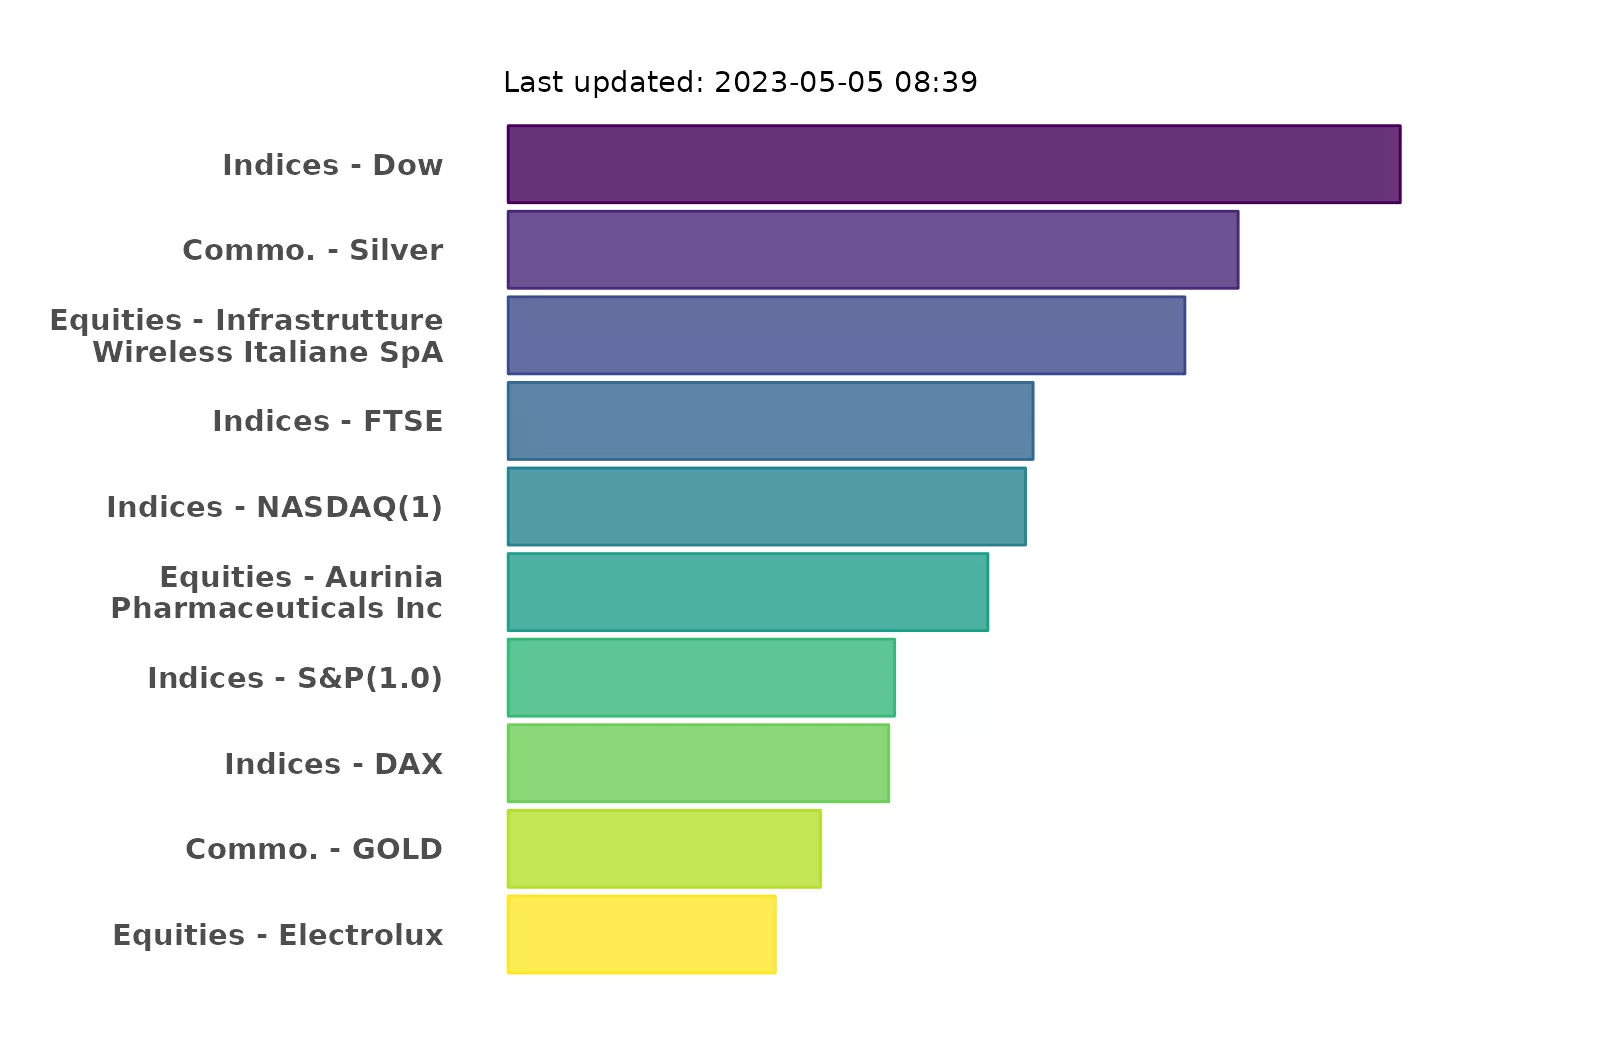 Last updated: 2023-05-05 08:39
Indices - Dow
Commo. - Silver
Equities - Infrastrutture
Wireless Italiane SpA
Indices - FTSE
Indices - NASDAQ(1)
Equities - Aurinia
Pharmaceuticals Inc
Indices - S&P(1.0)
Indices - DAX
Commo. - GOLD
Equities - Electrolux